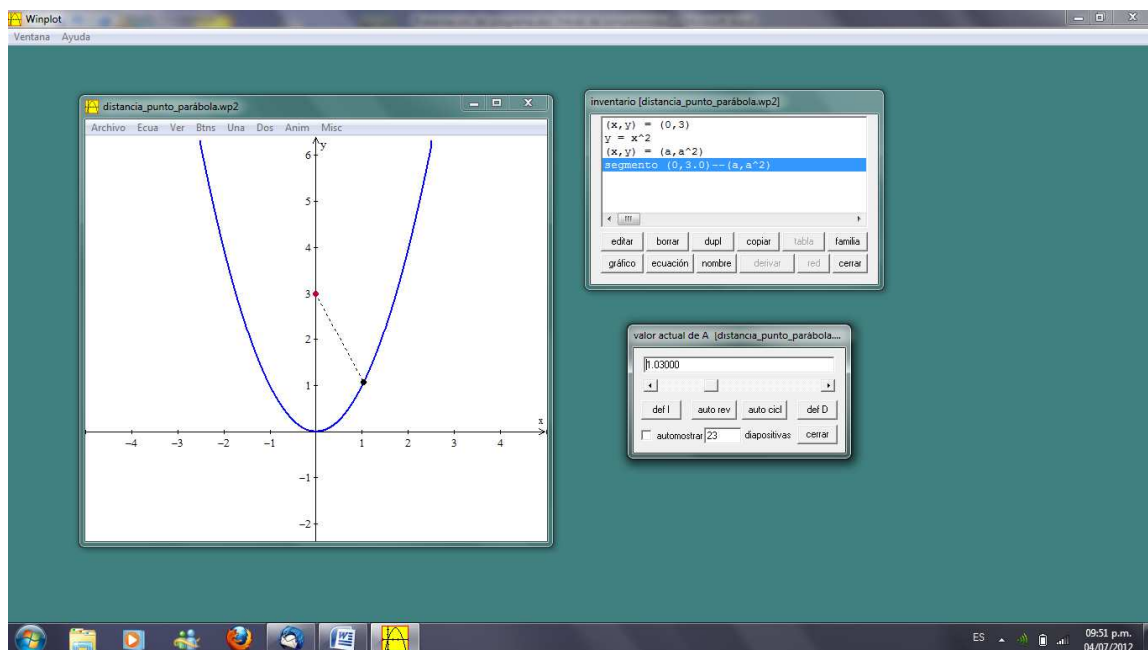 Winplot
Ventana Ayuda
distancia_punto_parábola.wp2
Archivo Ecua Ver Btns Una Dos Anim Misc
y
6
5
4
3
2
1
x
−4 −3 −2 −1 1 2 3 4
−1
−2
inventario [distancia_punto_parábola.wp2]
(x,y) = (0,3)
y = x^2
(x,y) = (a,a^2)
segmento (0,3.0)--(a,a^2)
editar borrar dupl copiar tabla familia
gráfico ecuación nombre derivar red cerrar
valor actual de A [distancia_punto_parábola....
1.03000
def I auto rev auto cicl def D
automostrar 23 diapositivas cerrar
ES 09:51 p.m.
04/07/2012